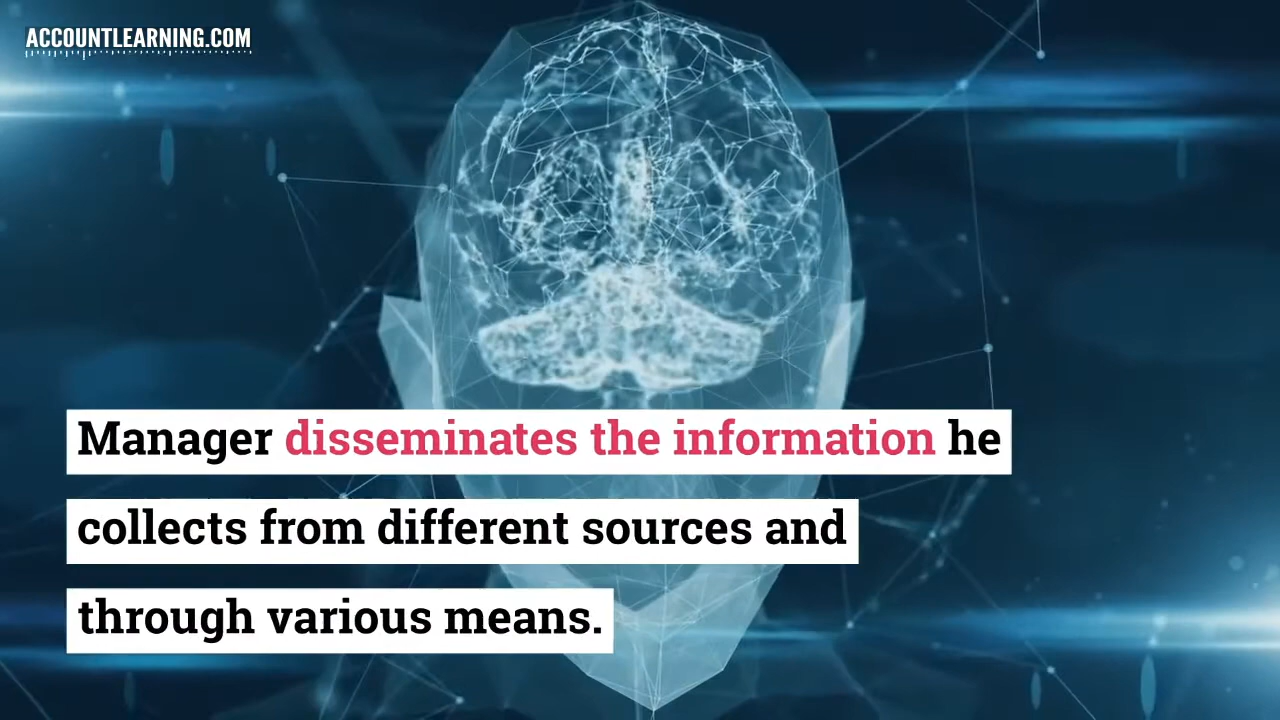 ACCOUNTLEARNING.COM
Manager disseminates the information he
collects from different sources and
through various means.